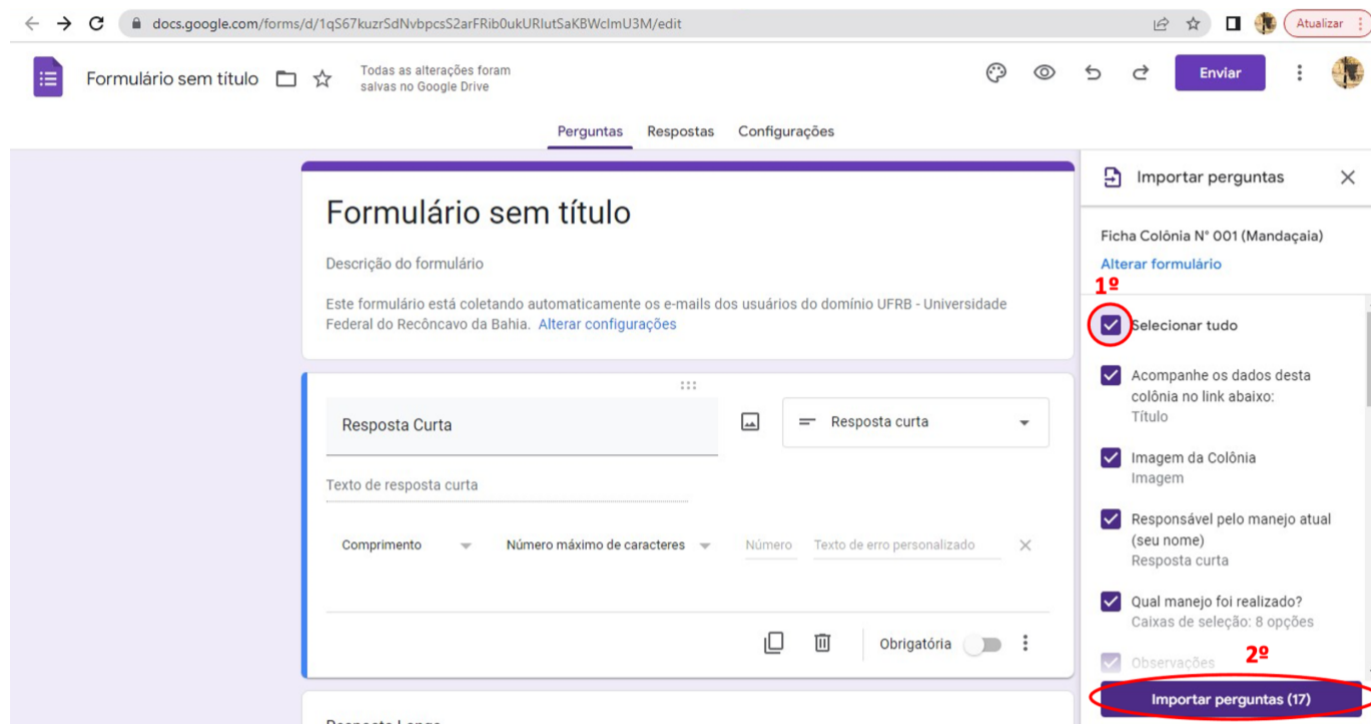 docs.google.com/forms/d/1qS67kuzrSdNvbpcsS2arFRib0ukURIutSaKBWclmU3M/edit
Atualizar
Formulário sem título
Todas as alterações foram
salvas no Google Drive
Enviar
Perguntas Respostas Configurações
Formulário sem título
Descrição do formulário
Este formulário está coletando automaticamente os e-mails dos usuários do domínio UFRB - Universidade
Federal do Recôncavo da Bahia. Alterar configurações
Resposta Curta
Resposta curta
Texto de resposta curta
Comprimento Número máximo de caracteres Número Texto de erro personalizado
Obrigatória
Resposta Longa
Importar perguntas
Ficha Colônia N° 001 (Mandaçaia)
Alterar formulário
1º
Selecionar tudo
Acompanhe os dados desta
colônia no link abaixo:
Título
Imagem da Colônia
Imagem
Responsável pelo manejo atual
(seu nome)
Resposta curta
Qual manejo foi realizado?
Caixas de seleção: 8 opções
Observações
2º
Importar perguntas (17)